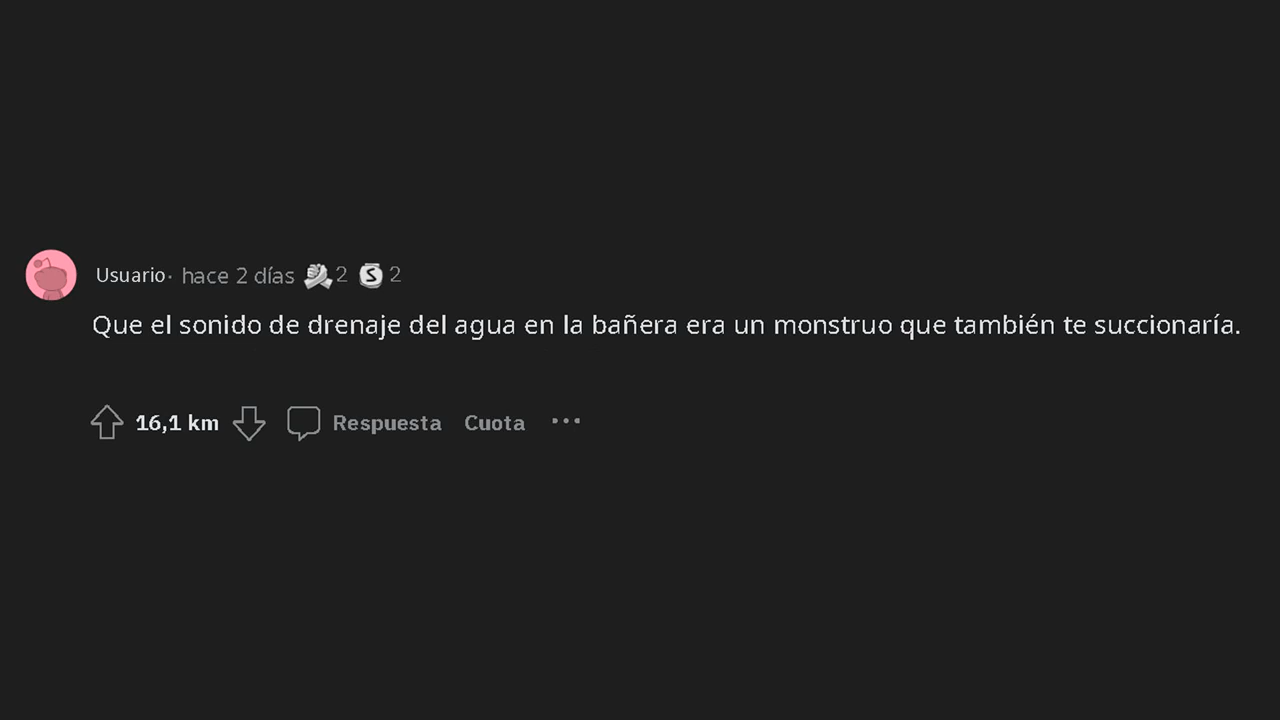 Usuario· hace 2 días 2 S 2
Que el sonido de drenaje del agua en la bañera era un monstruo que también te succionaría.
16,1 km Respuesta Cuota ···